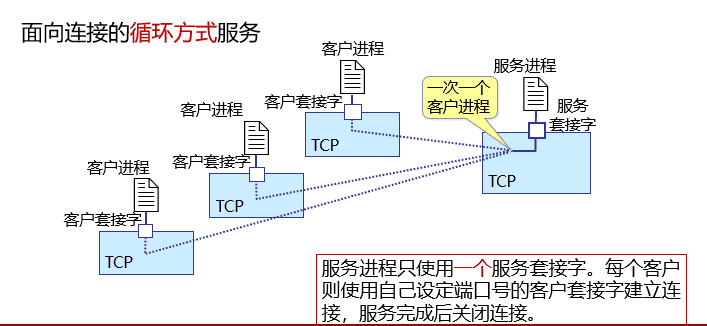 面向连接的循环方式服务
客户进程
服务进程
一次一个
客户进程
客户套接字
服务
套接字
TCP
客户进程
客户套接字
TCP
TCP
客户进程
客户套接字
TCP
服务进程只使用一个服务套接字。每个客户
则使用自己设定端口号的客户套接字建立连
接，服务完成后关闭连接。